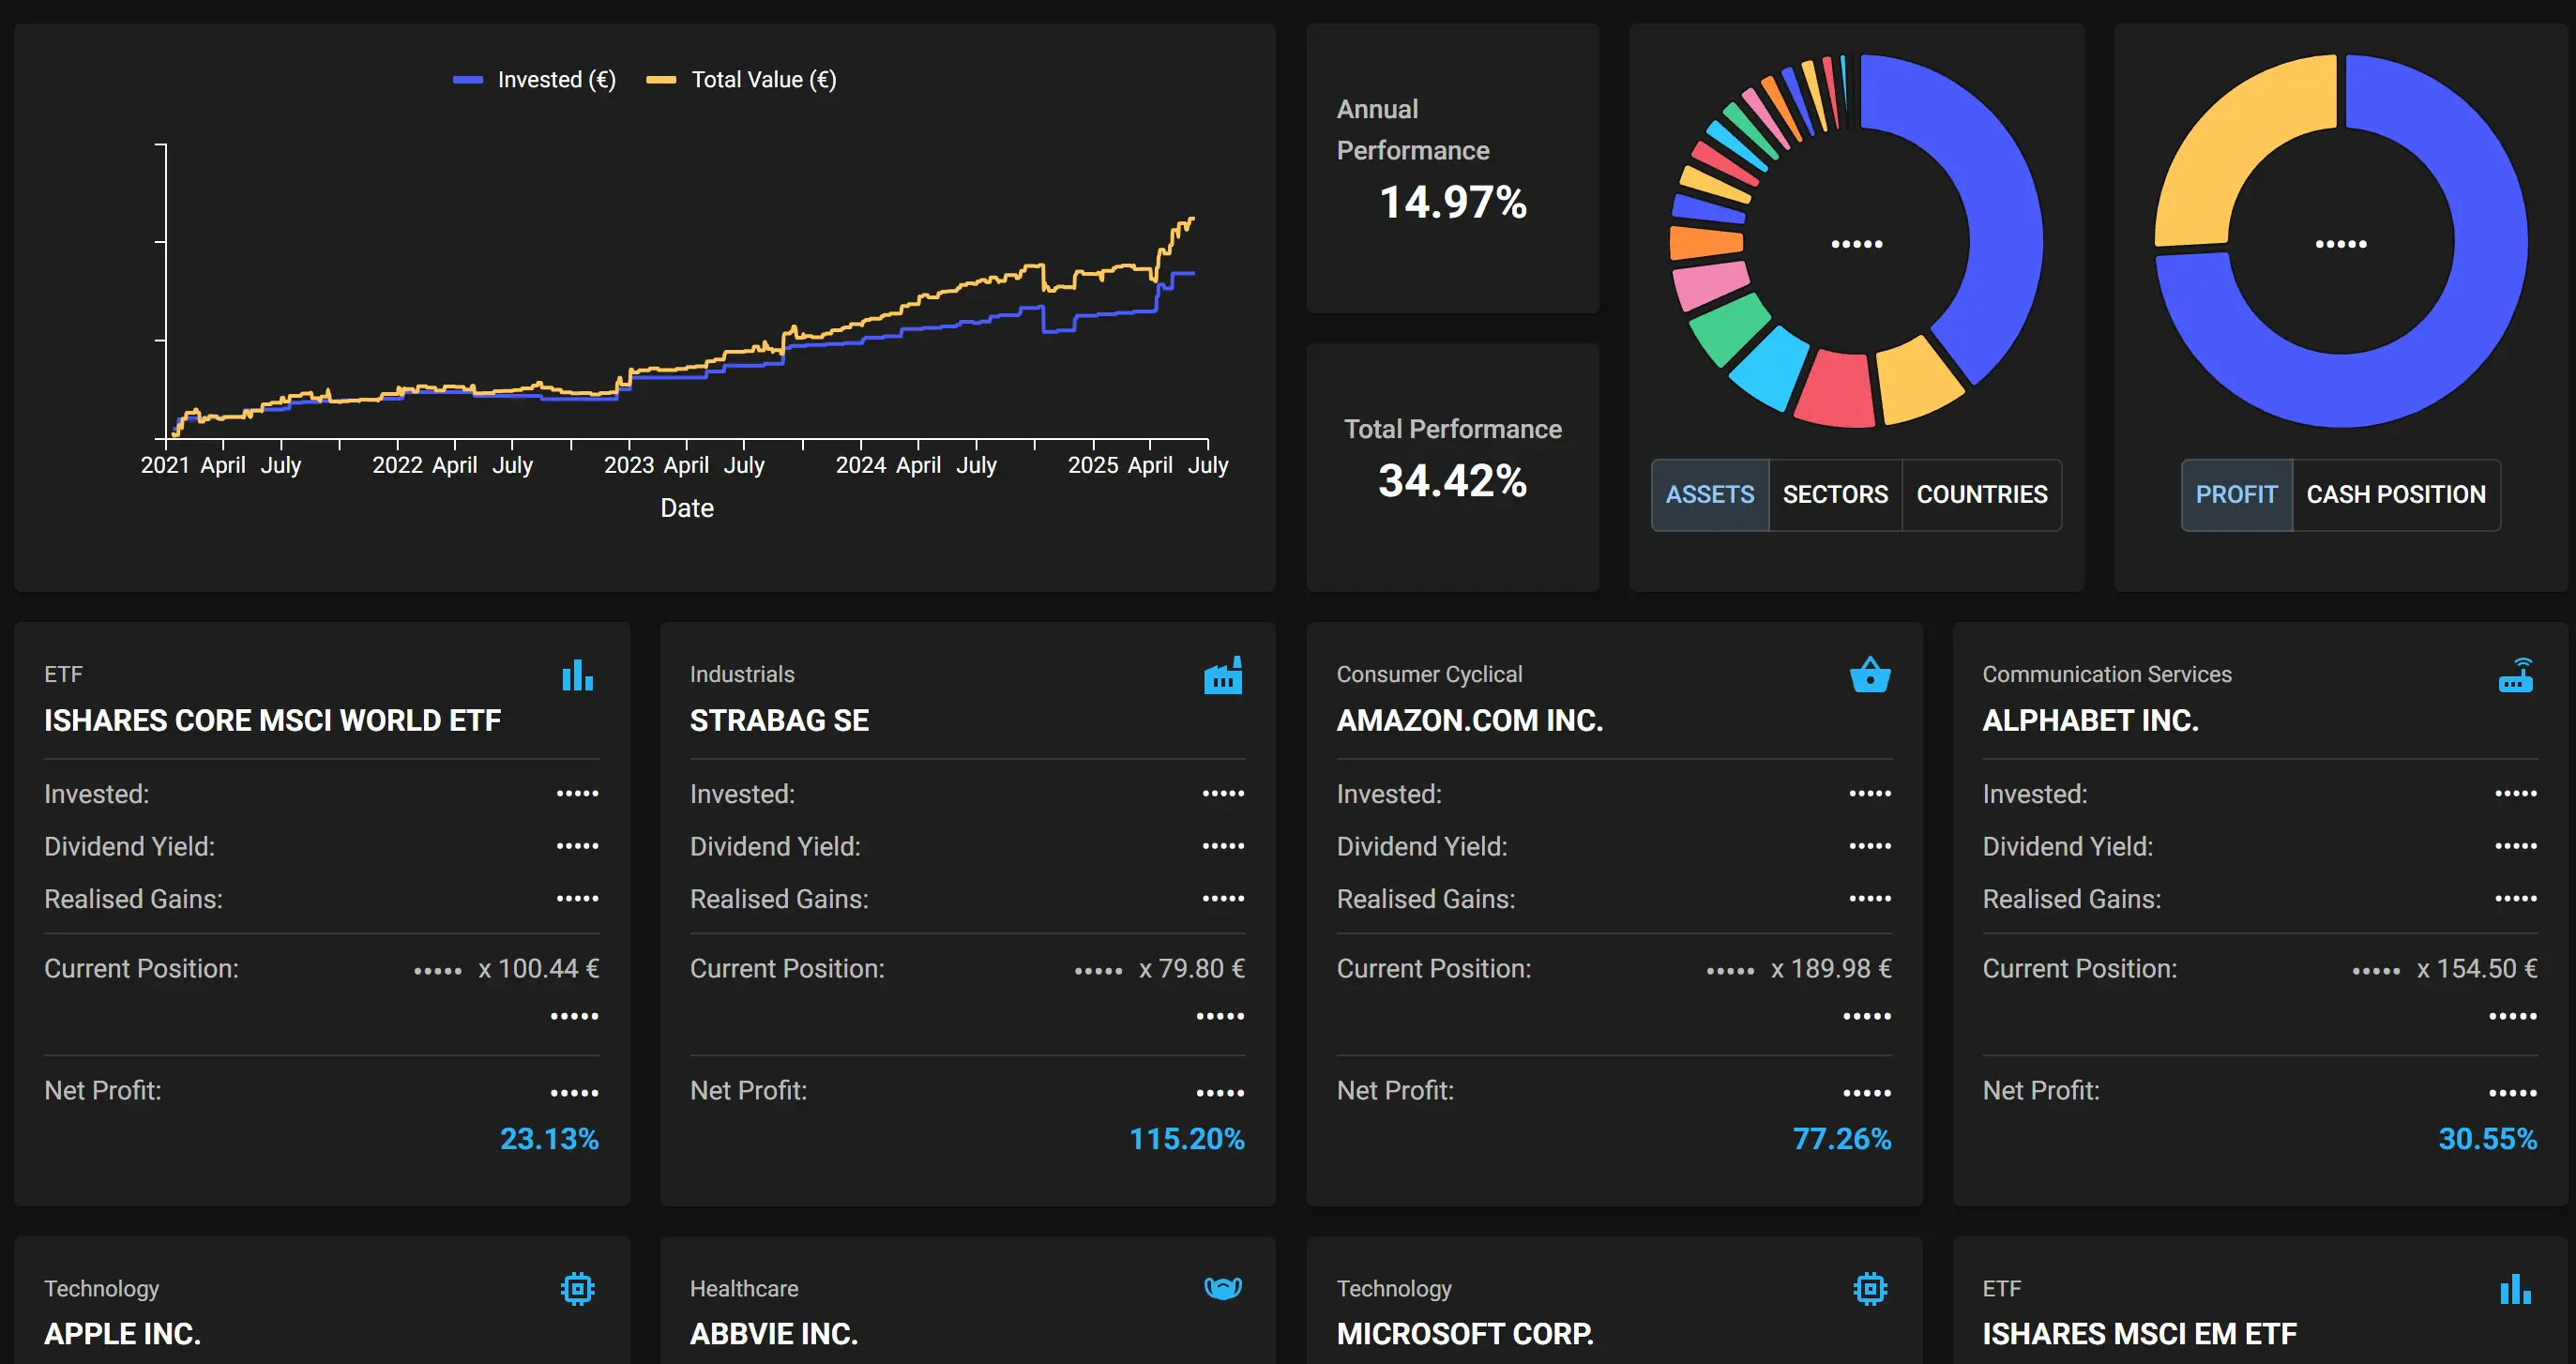 Invested (€) Total Value (€)
2021 April July 2022 April July 2023 April July 2024 April July 2025 April July
Date
Annual
Performance
14.97%
Total Performance
34.42%
•••••
ASSETS SECTORS COUNTRIES
•••••
PROFIT CASH POSITION
ETF
ISHARES CORE MSCI WORLD ETF
Invested: •••••
Dividend Yield: •••••
Realised Gains: •••••
Current Position: ••••• x 100.44 €
•••••
Net Profit: •••••
23.13%
Industrials
STRABAG SE
Invested: •••••
Dividend Yield: •••••
Realised Gains: •••••
Current Position: ••••• x 79.80 €
•••••
Net Profit: •••••
115.20%
Consumer Cyclical
AMAZON.COM INC.
Invested: •••••
Dividend Yield: •••••
Realised Gains: •••••
Current Position: ••••• x 189.98 €
•••••
Net Profit: •••••
77.26%
Communication Services
ALPHABET INC.
Invested: •••••
Dividend Yield: •••••
Realised Gains: •••••
Current Position: ••••• x 154.50 €
•••••
Net Profit: •••••
30.55%
Technology
APPLE INC.
Healthcare
ABBVIE INC.
Technology
MICROSOFT CORP.
ETF
ISHARES MSCI EM ETF